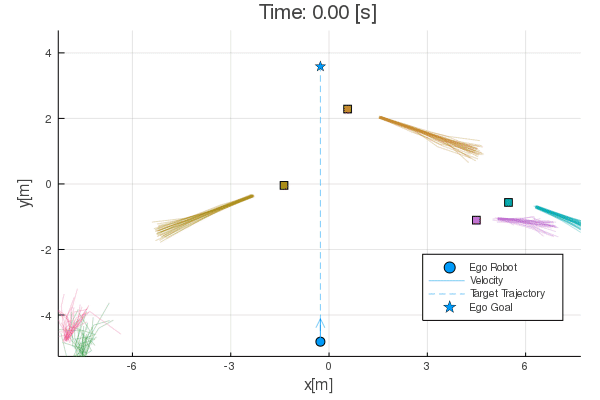 Time: 0.00 [s]
4
2
0
-2
-4
y[m]
Ego Robot
Velocity
Target Trajectory
Ego Goal
-6
-3
0
3
6
x[m]